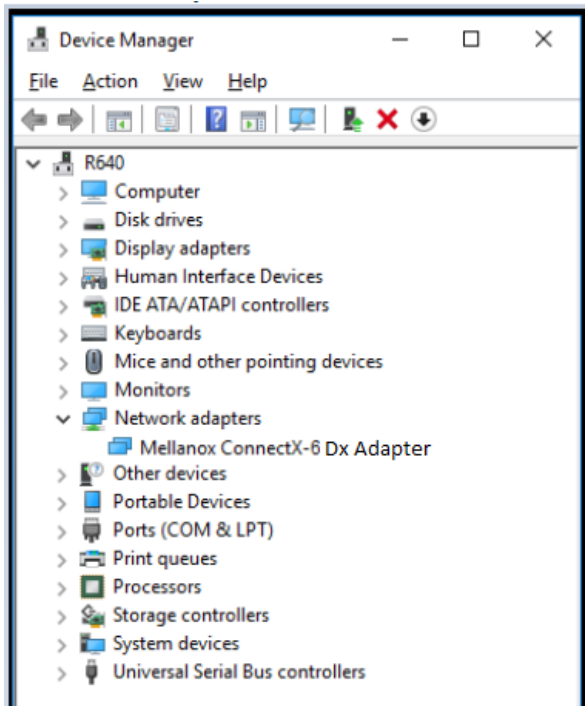 Device Manager
File Action View Help
R640
Computer
Disk drives
Display adapters
Human Interface Devices
IDE ATA/ATAPI controllers
Keyboards
Mice and other pointing devices
Monitors
Network adapters
Mellanox ConnectX-6 Dx Adapter
Other devices
Portable Devices
Ports (COM & LPT)
Print queues
Processors
Storage controllers
System devices
Universal Serial Bus controllers